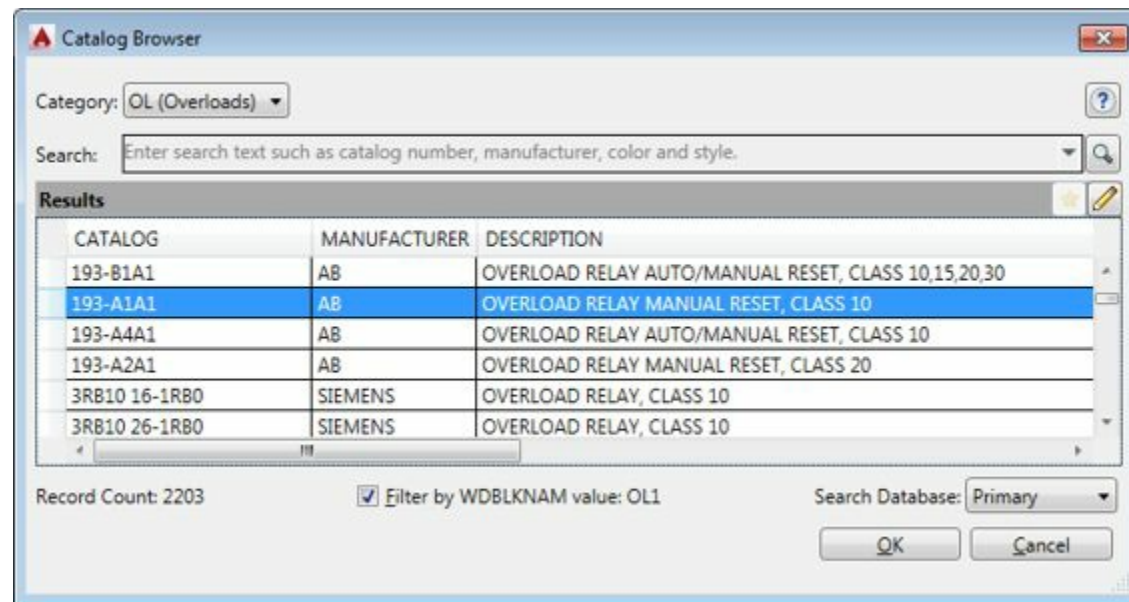 Catalog Browser
Category: OL (Overloads)
?
Search: Enter search text such as catalog number, manufacturer, color and style.
Results
CATALOG MANUFACTURER DESCRIPTION
193-B1A1 AB OVERLOAD RELAY AUTO/MANUAL RESET, CLASS 10,15,20,30
193-A1A1 AB OVERLOAD RELAY MANUAL RESET, CLASS 10
193-A4A1 AB OVERLOAD RELAY AUTO/MANUAL RESET, CLASS 10
193-A2A1 AB OVERLOAD RELAY MANUAL RESET, CLASS 20
3RB10 16-1RB0 SIEMENS OVERLOAD RELAY, CLASS 10
3RB10 26-1RB0 SIEMENS OVERLOAD RELAY, CLASS 10
Record Count: 2203 Filter by WDBLKNAM value: OL1 Search Database: Primary
OK Cancel